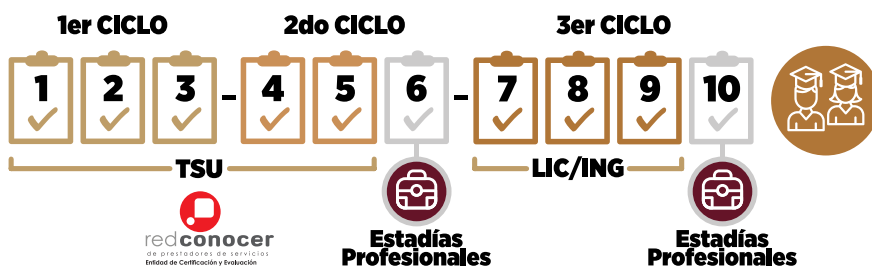 1er CICLO 2do CICLO 3er CICLO
1 2 3 - 4 5 6 - 7 8 9 10
TSU LIC/ING
redconocer
de prestadores de servicios
Entidad de Certificación y Evaluación
Estadías
Profesionales
Estadías
Profesionales